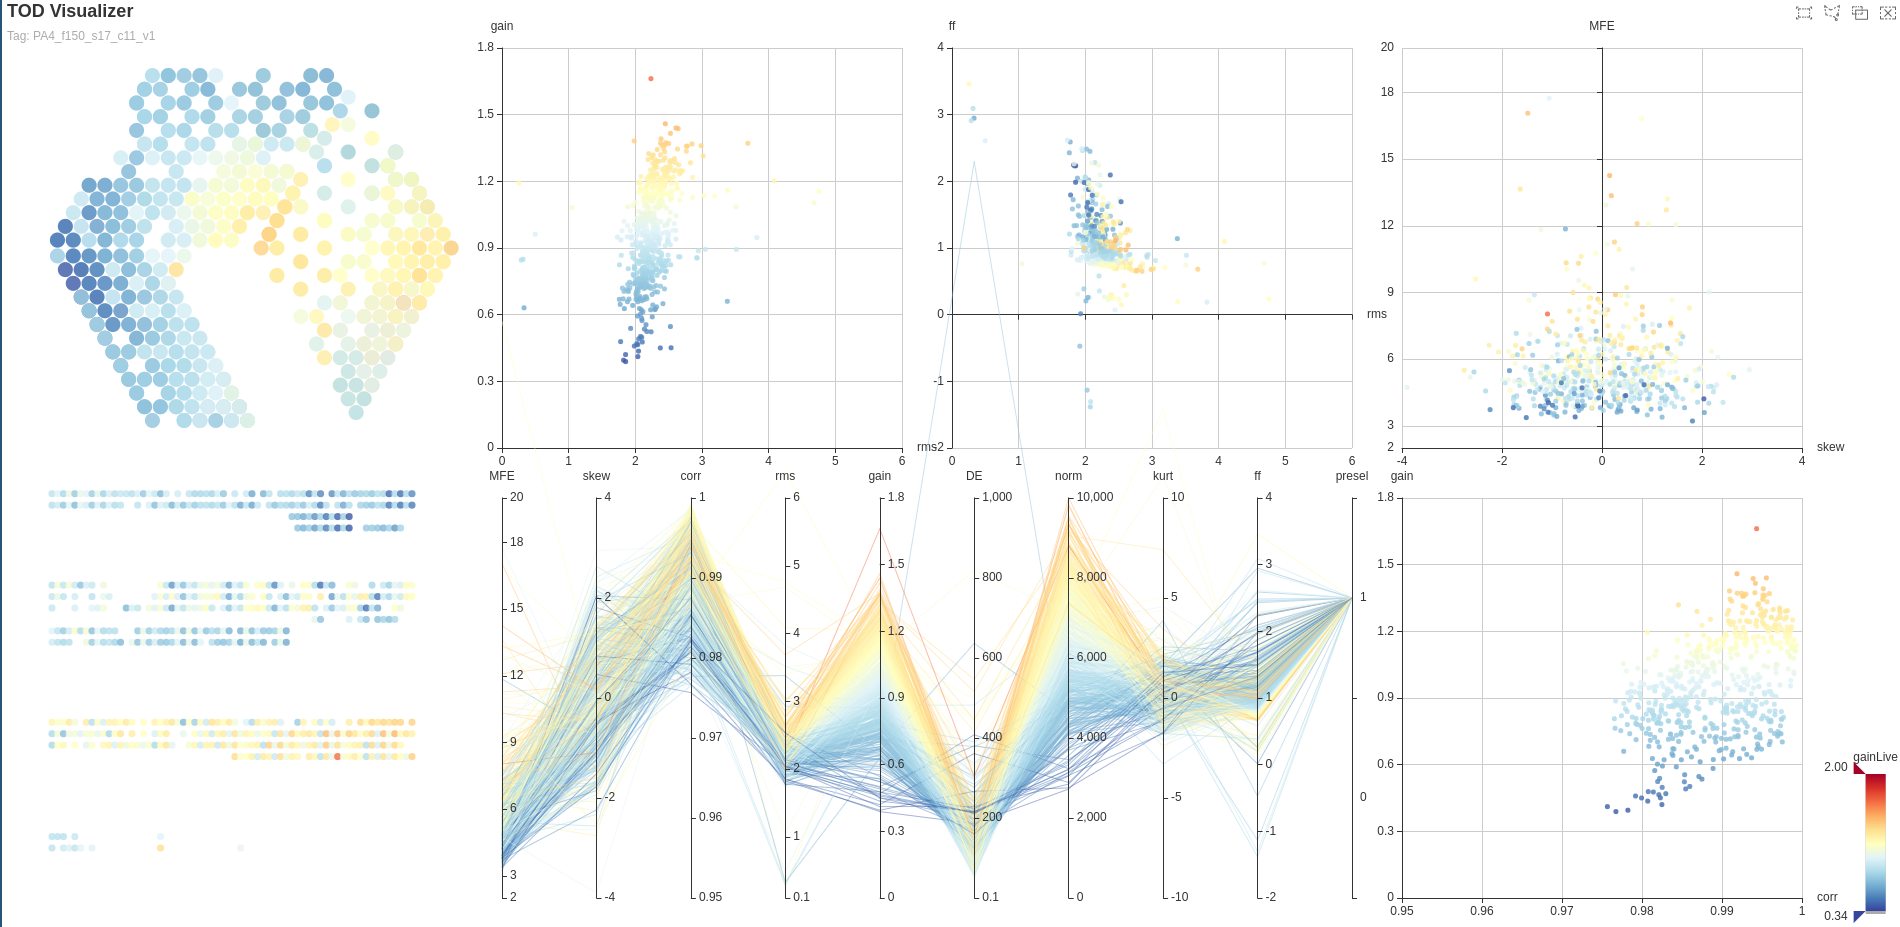 TOD Visualizer
Tag: PA4_f150_s17_c11_v1
gain
1.8
1.5
1.2
0.9
0.6
0.3
0
0 1 2 3 4 5 6
rms
ff
4
3
2
1
0
-1
-2
0 1 2 3 4 5 6
rms
MFE
20
18
15
12
9
6
3
2
-4 -2 0 2 4
skew
MFE skew corr rms gain DE norm kurt ff presel
20 4 1 6 1.8 1,000 10,000 10 4
18 0.99 5 1.5 800 8,000 3
15 2 4 1.2 600 5 2 1
12 0 0.98 3 0.9 6,000 0 1
9 0.97 2 0.6 400 4,000 0
6 -2 0.96 1 0.3 200 2,000 -5 -1 0
3
2 -4 0.95 0.1 0 0.1 0 -10 -2
gain
1.8
1.5
1.2
0.9
0.6
0.3
0
0.95 0.96 0.97 0.98 0.99 1
corr
gainLive
2.00
0.34